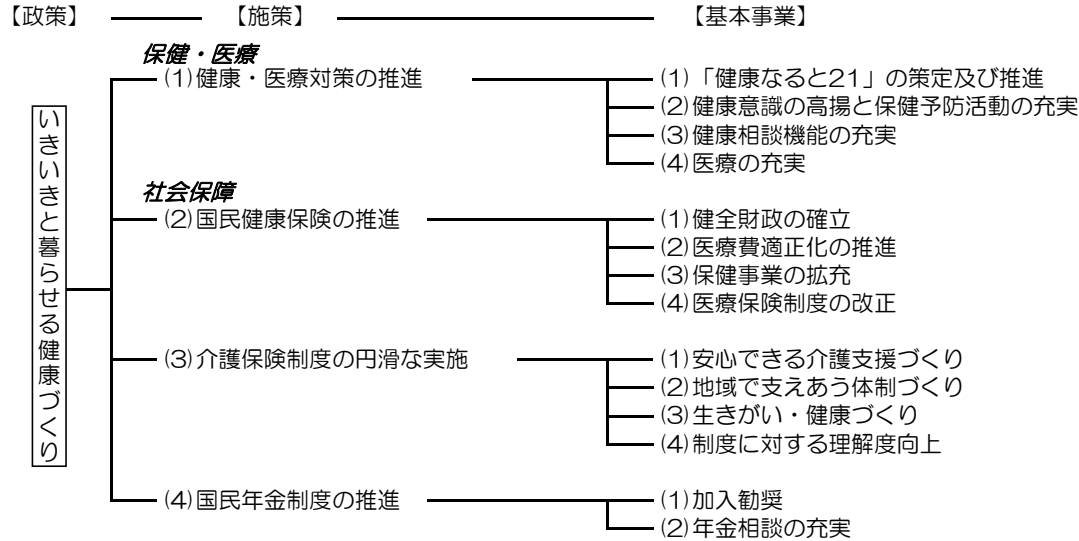 【政策】 【施策】 【基本事業】
保健・医療
(1)健康・医療対策の推進
(1)「健康なると21」の策定及び推進
(2)健康意識の高揚と保健予防活動の充実
(3)健康相談機能の充実
(4)医療の充実
いきいきと暮らせる健康づくり
社会保障
(2)国民健康保険の推進
(1)健全財政の確立
(2)医療費適正化の推進
(3)保健事業の拡充
(4)医療保険制度の改正
(3)介護保険制度の円滑な実施
(1)安心できる介護支援づくり
(2)地域で支えあう体制づくり
(3)生きがい・健康づくり
(4)制度に対する理解度向上
(4)国民年金制度の推進
(1)加入勧奨
(2)年金相談の充実